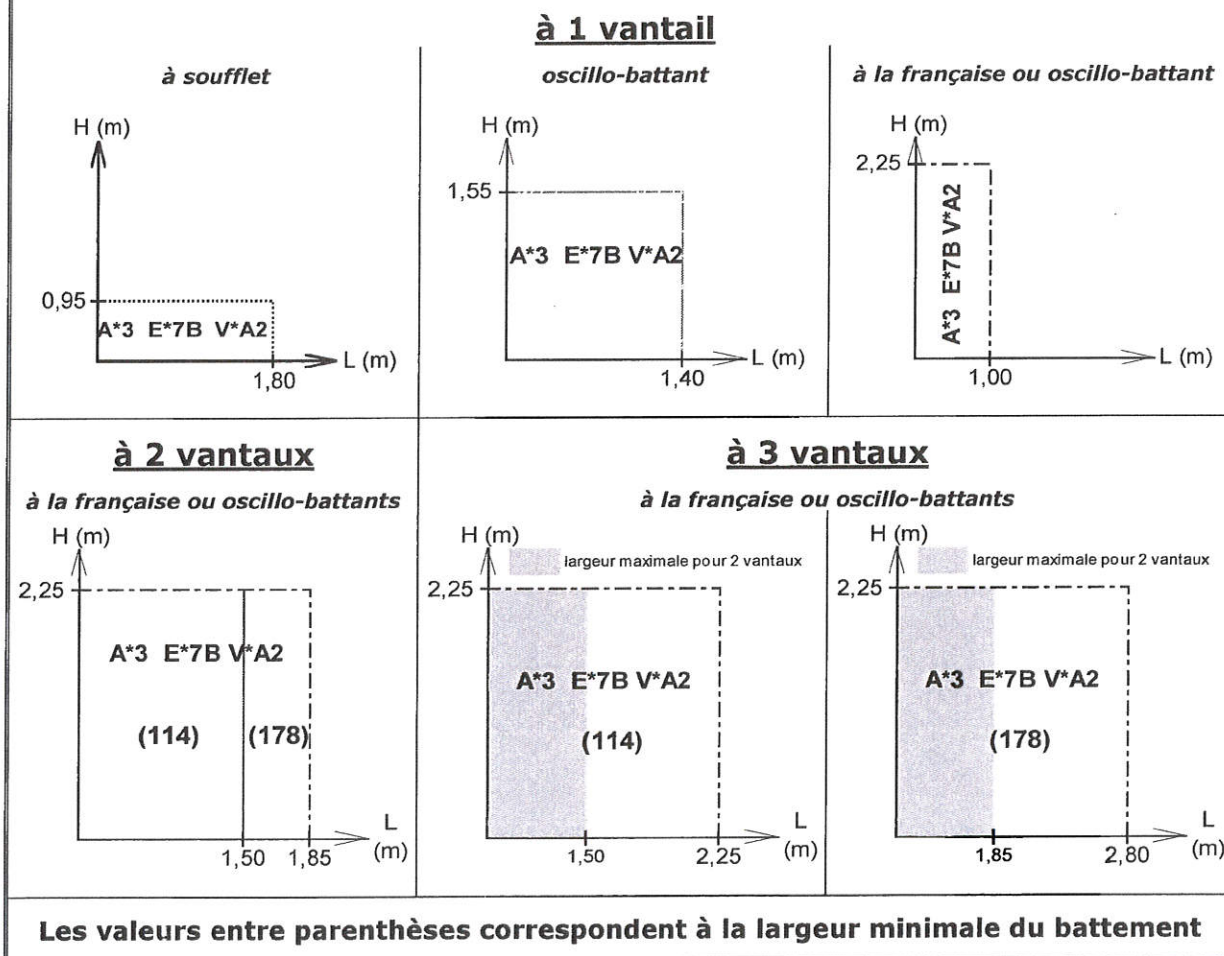 à 1 vantail
à soufflet
H (m)
0,95
A*3 E*7B V*A2
L (m)
1,80
oscillo-battant
H (m)
1,55
A*3 E*7B V*A2
L (m)
1,40
à la française ou oscillo-battant
H (m)
2,25
A*3 E*7B V*A2
L (m)
1,00
à 2 vantaux
à la française ou oscillo-battants
H (m)
2,25
A*3 E*7B V*A2
(114) (178)
L
(m)
1,50 1,85
à 3 vantaux
à la française ou oscillo-battants
H (m)
largeur maximale pour 2 vantaux
2,25
A*3 E*7B V*A2
(114)
L
(m)
1,50 2,25
H (m)
largeur maximale pour 2 vantaux
2,25
A*3 E*7B V*A2
(178)
L
(m)
1,85 2,80
Les valeurs entre parenthèses correspondent à la largeur minimale du battement